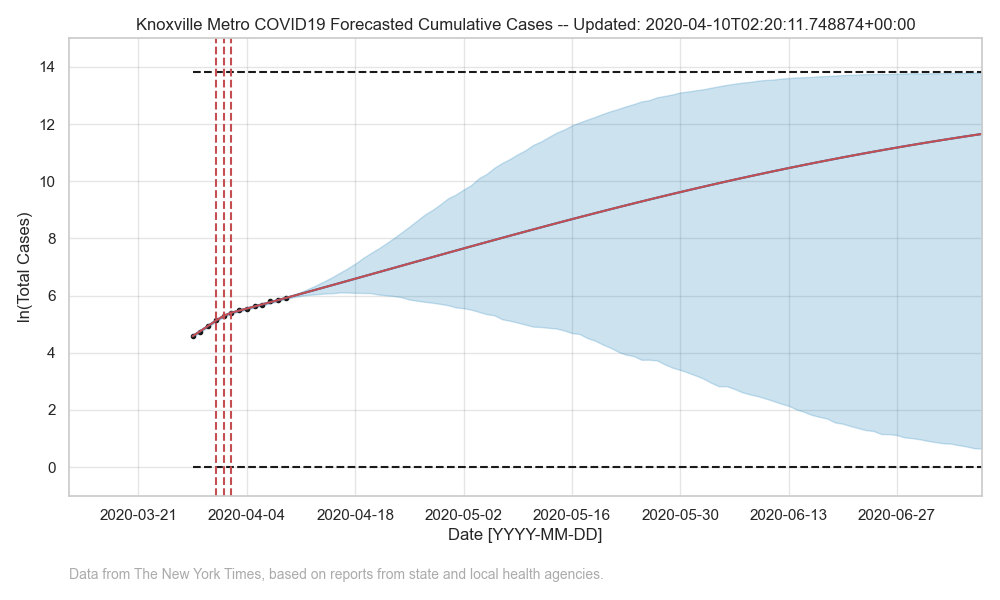 Knoxville Metro COVID19 Forecasted Cumulative Cases -- Updated: 2020-04-10T02:20:11.748874+00:00
14
12
10
8
6
4
2
0
ln(Total Cases)
2020-03-21 2020-04-04 2020-04-18 2020-05-02 2020-05-16 2020-05-30 2020-06-13 2020-06-27
Date [YYYY-MM-DD]
Data from The New York Times, based on reports from state and local health agencies.